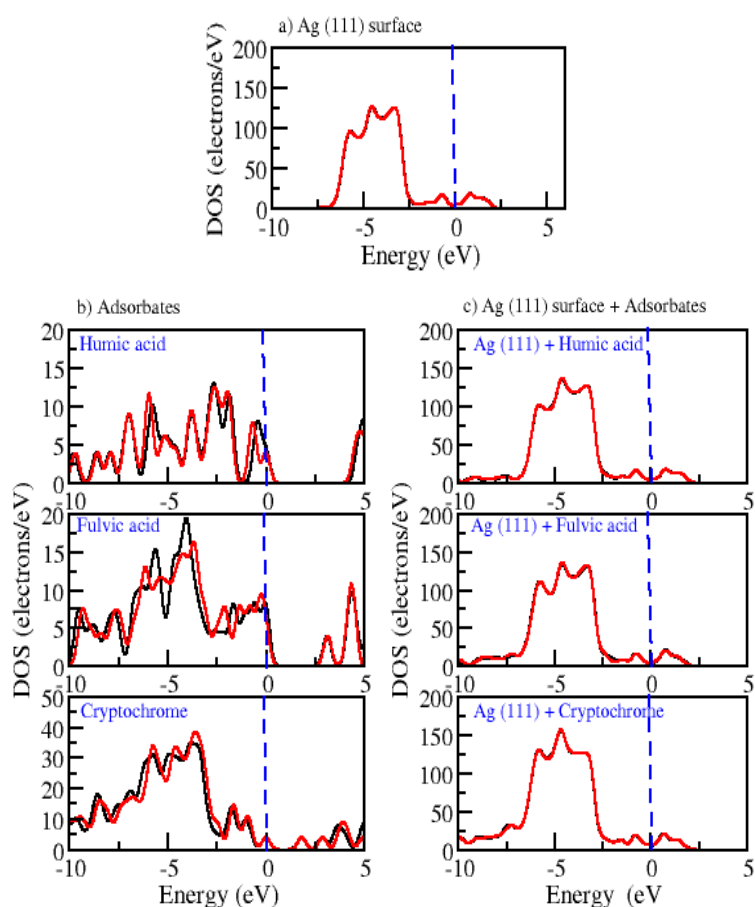 a) Ag (111) surface
200
150
100
50
0
DOS (electrons/eV)
-10 -5 0 5
Energy (eV)
b) Adsorbates
c) Ag (111) surface + Adsorbates
20
15
10
5
0
Humic acid
-10 -5 0 5
20
15
10
5
0
Fulvic acid
-10 -5 0 5
50
40
30
20
10
0
Cryptochrome
-10 -5 0 5
DOS (electrons/eV)
Energy (eV)
200
150
100
50
0
Ag (111) + Humic acid
-10 -5 0 5
200
150
100
50
0
Ag (111) + Fulvic acid
-10 -5 0 5
200
150
100
50
0
Ag (111) + Cryptochrome
-10 -5 0 5
DOS (electrons/eV)
Energy (eV